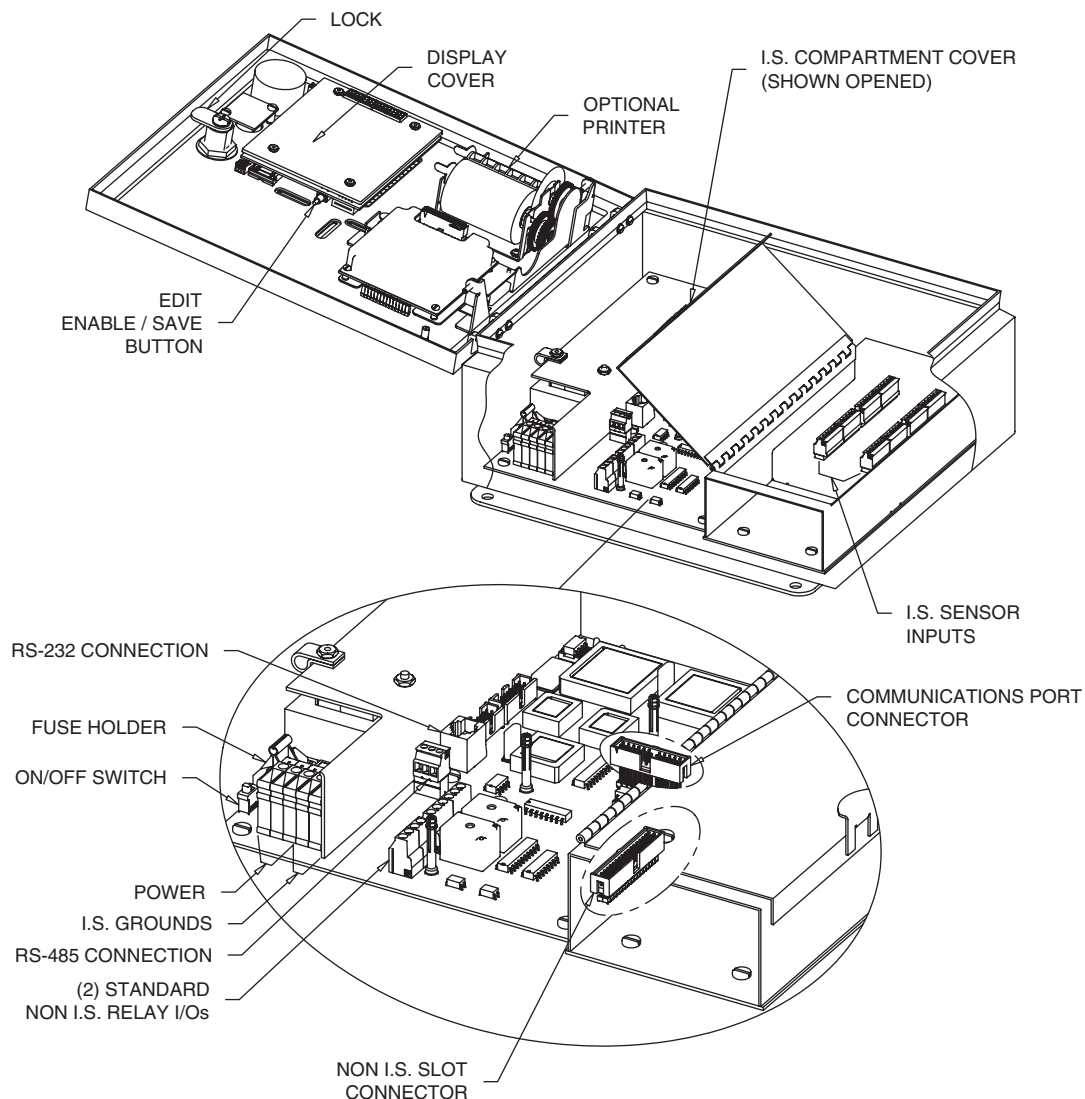 LOCK
DISPLAY
COVER
I.S. COMPARTMENT COVER
(SHOWN OPENED)
OPTIONAL
PRINTER
EDIT
ENABLE / SAVE
BUTTON
I.S. SENSOR
INPUTS
RS-232 CONNECTION
COMMUNICATIONS PORT
CONNECTOR
FUSE HOLDER
ON/OFF SWITCH
POWER
I.S. GROUNDS
RS-485 CONNECTION
(2) STANDARD
NON I.S. RELAY I/Os
NON I.S. SLOT
CONNECTOR